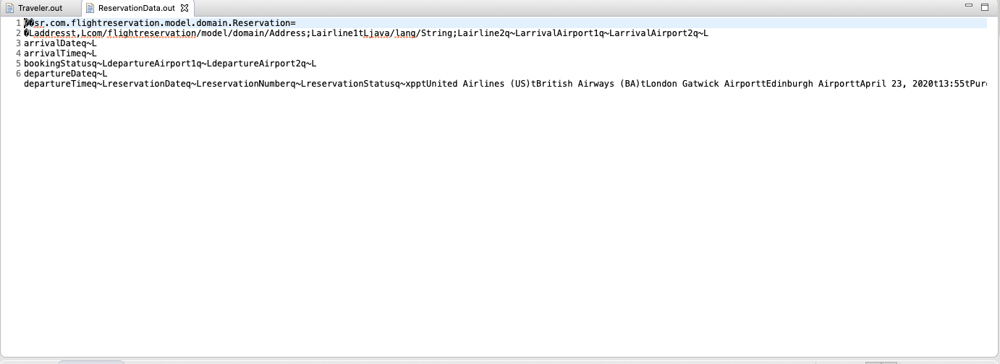 Traveler.out
ReservationData.out
1 ��sr.com.flightreservation.model.domain.Reservation=
2 �Laddresst,Lcom/flightreservation/model/domain/Address;Lairline1tLjava/lang/String;Lairline2q~LarrivalAirport1q~LarrivalAirport2q~L
3 arrivalDateq~L
4 arrivalTimeq~L
5 bookingStatusq~LdepartureAirport1q~LdepartureAirport2q~L
6 departureDateq~L
departureTimeq~LreservationDateq~LreservationNumberq~LreservationStatusq~xpptUnited Airlines (US)tBritish Airways (BA)tLondon Gatwick AirporttEdinburgh AirporttApril 23, 2020t13:55t